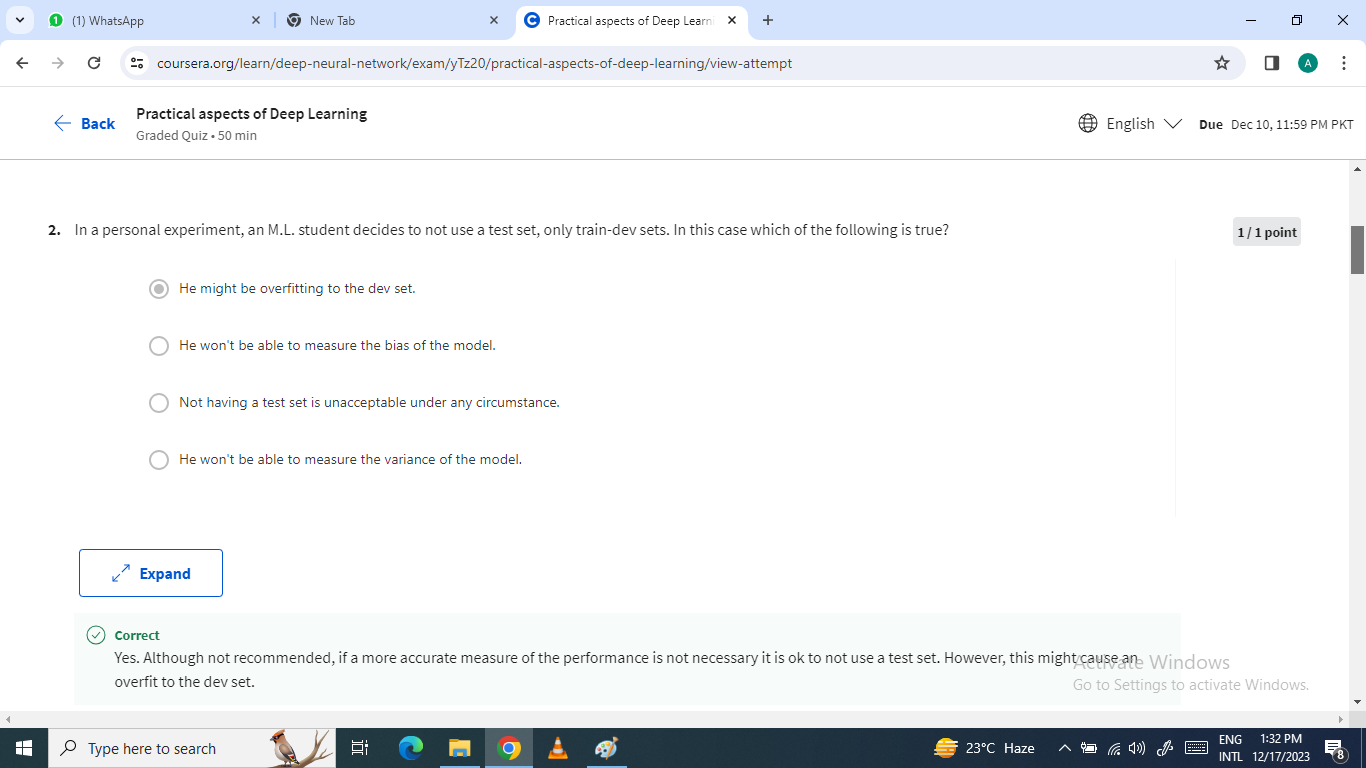 (1) WhatsApp
New Tab
Practical aspects of Deep Learn
coursera.org/learn/deep-neural-network/exam/yTz20/practical-aspects-of-deep-learning/view-attempt
A
Back
Practical aspects of Deep Learning
Graded Quiz • 50 min
English
Due Dec 10, 11:59 PM PKT
2. In a personal experiment, an M.L. student decides to not use a test set, only train-dev sets. In this case which of the following is true?
1 / 1 point
He might be overfitting to the dev set.
He won't be able to measure the bias of the model.
Not having a test set is unacceptable under any circumstance.
He won't be able to measure the variance of the model.
Expand
Correct
Yes. Although not recommended, if a more accurate measure of the performance is not necessary it is ok to not use a test set. However, this might cause an
overfit to the dev set.
Activate Windows
Go to Settings to activate Windows.
Type here to search
23°C Haze
ENG
INTL
1:32 PM
12/17/2023
8